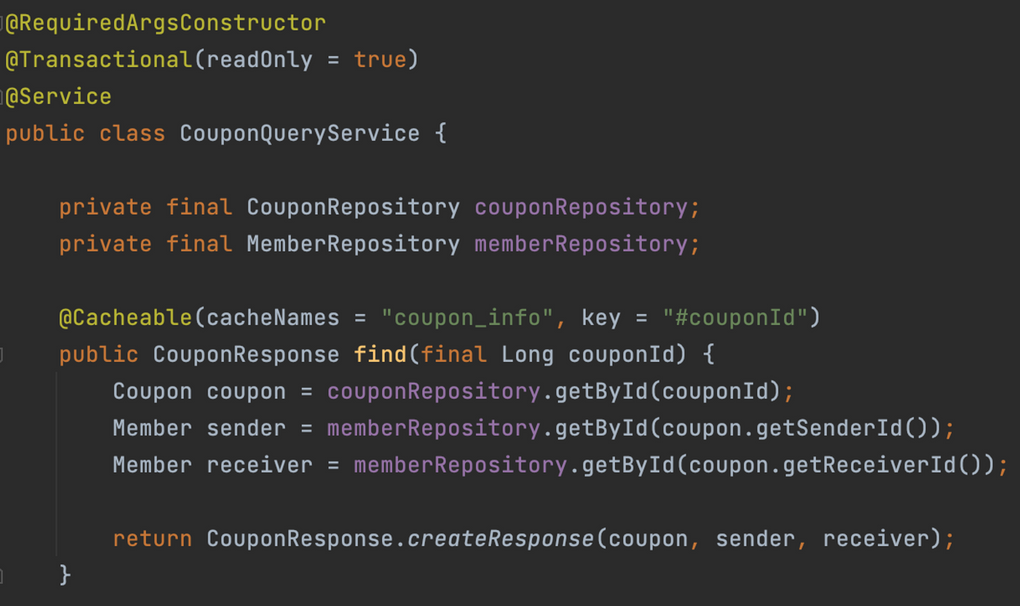 @RequiredArgsConstructor
@Transactional(readOnly = true)
@Service
public class CouponQueryService {
private final CouponRepository couponRepository;
private final MemberRepository memberRepository;
@Cacheable(cacheNames = "coupon_info", key = "#couponId")
public CouponResponse find(final Long couponId) {
Coupon coupon = couponRepository.getById(couponId);
Member sender = memberRepository.getById(coupon.getSenderId());
Member receiver = memberRepository.getById(coupon.getReceiverId());
return CouponResponse.createResponse(coupon, sender, receiver);
}